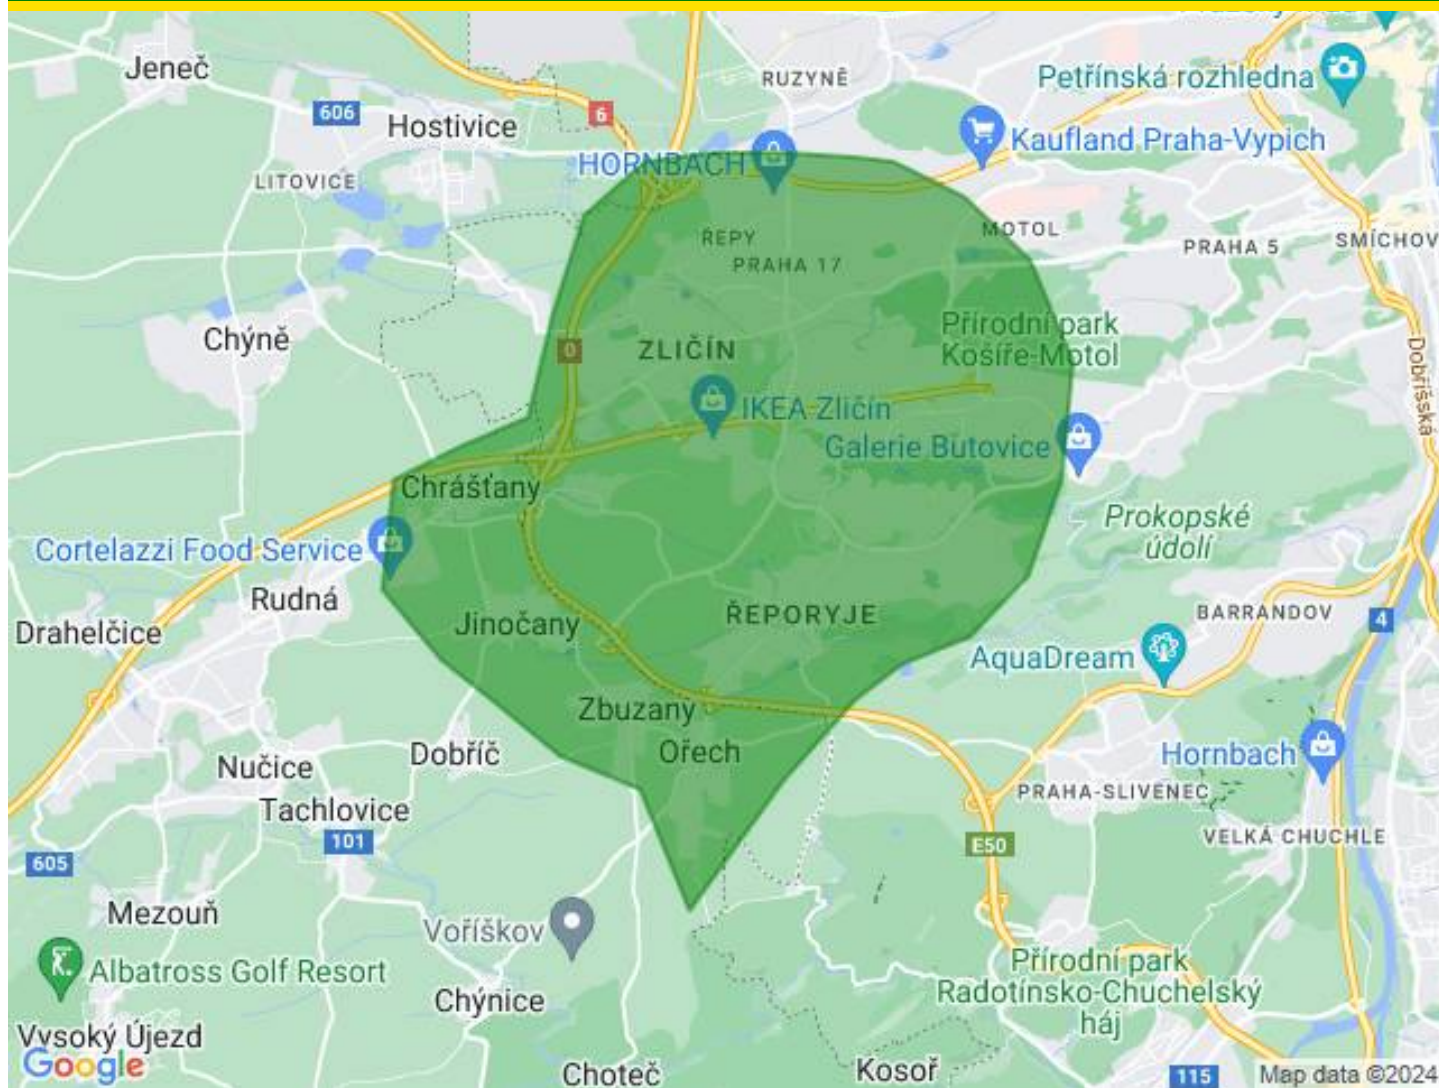 Jeneč
RUZYNĚ
Petřínská rozhledna
606
6
Hostivice
Kaufland Praha-Vypich
HORNBACH
LITOVICE
ŘEPY
MOTOL
PRAHA 5
SMÍCHOV
PRAHA 17
Chýně
ZLIČÍN
Přírodní park
Košíře-Motol
0
Dobříšská
IKEA Zličín
Galerie Butovice
Chrášťany
Prokopské
údolí
Cortelazzi Food Service
Rudná
Drahelčice
Jinočany
ŘEPORYJE
BARRANDOV
4
AquaDream
Zbuzany
Ořech
Dobříč
Nučice
Hornbach
Tachlovice
PRAHA-SLIVENEC
101
E50
VELKÁ CHUCHLE
605
Mezouň
Voříškov
Albatross Golf Resort
Přírodní park
Radotínsko-Chuchelský
háj
Chýnice
Vysoký Újezd
Google
Choteč
Kosoř
115
Map data ©2024